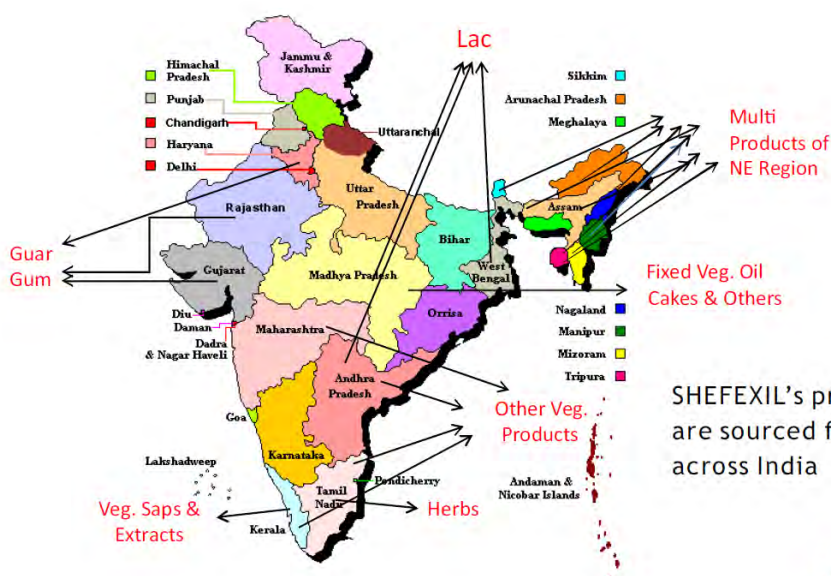 Lac
Jammu &
Kashmir
Himachal
Pradesh
Punjab
Chandigarh
Haryana
Delhi
Uttaranchal
Sikkim
Arunachal Pradesh
Meghalaya
Multi
Products of
NE Region
Rajasthan
Uttar
Pradesh
Assam
Bihar
Guar
Gum
Gujarat
Madhya Pradesh
West
Bengal
Fixed Veg. Oil
Cakes & Others
Diu
Daman
Dadra
& Nagar Haveli
Maharashtra
Orrisa
Nagaland
Manipur
Mizoram
Tripura
Andhra
Pradesh
Other Veg.
Products
SHEFEXIL's pr
are sourced f
across India
Goa
Karnataka
Lakshadweep
Pondicherry
Andaman &
Nicobar Islands
Veg. Saps &
Extracts
Kerala
Tamil
Nadu
Herbs